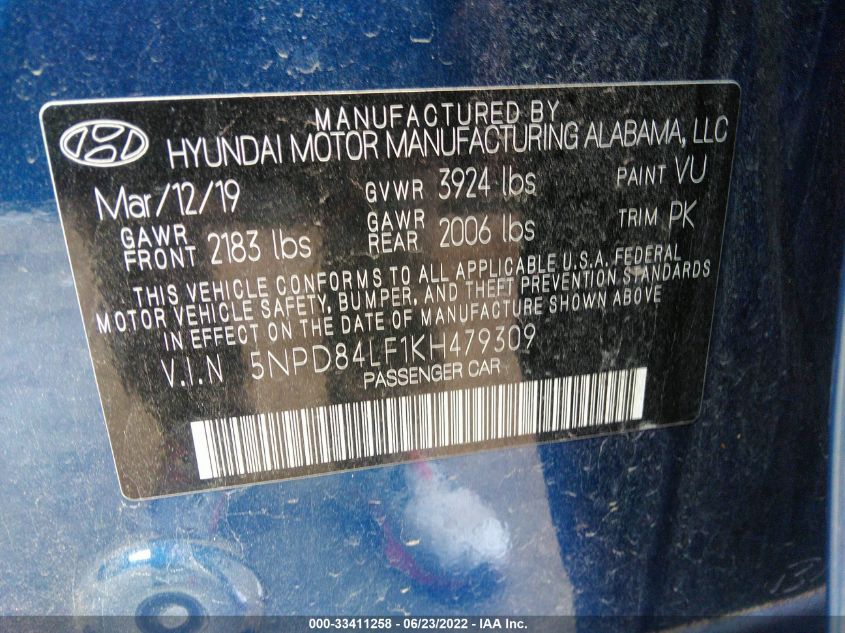 MANUFACTURED BY
HYUNDAI MOTOR MANUFACTURING ALABAMA, LLC
Mar/12/19 GVWR 3924 lbs PAINT VU
GAWR FRONT 2183 lbs GAWR REAR 2006 lbs TRIM PK
THIS VEHICLE CONFORMS TO ALL APPLICABLE U.S.A. FEDERAL
MOTOR VEHICLE SAFETY, BUMPER, AND THEFT PREVENTION STANDARDS
IN EFFECT ON THE DATE OF MANUFACTURE SHOWN ABOVE
V.I.N 5NPD84LF1KH479309
PASSENGER CAR
000-33411258 - 06/23/2022 - IAA Inc.